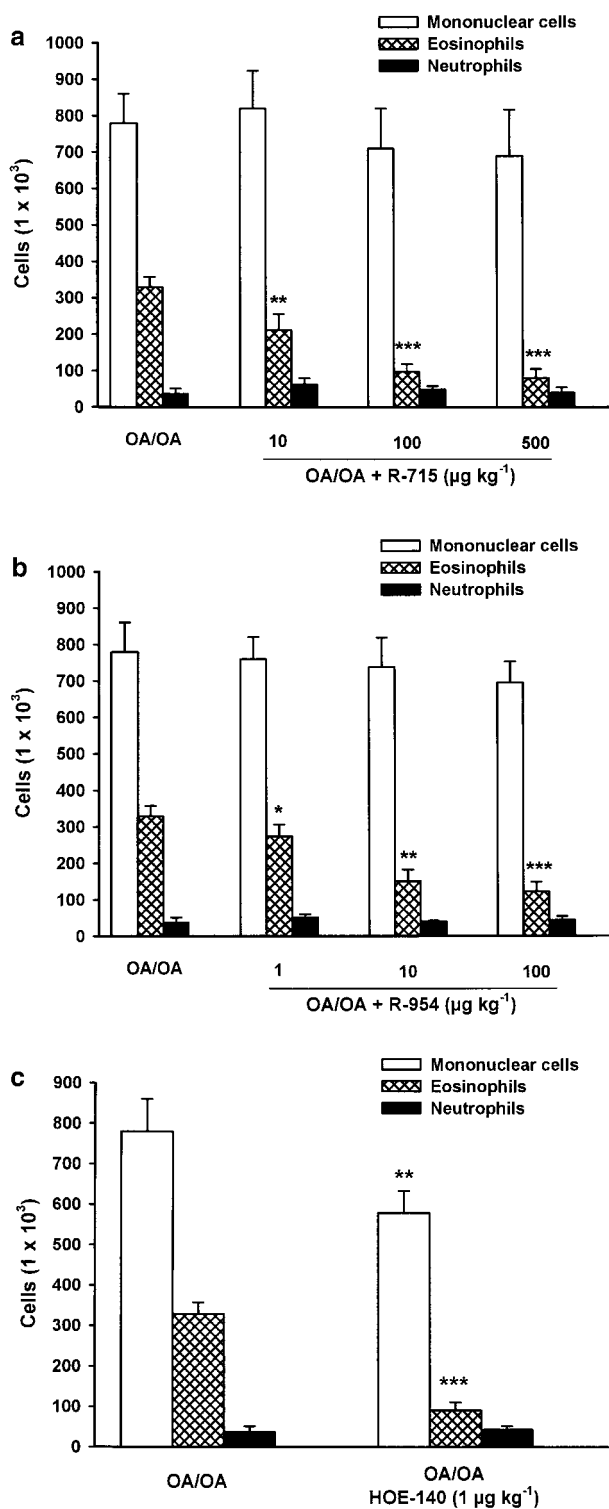 a
Mononuclear cells
Eosinophils
Neutrophils
Cells (1 x 10³)
1000
900
800
700
600
500
400
300
200
100
0
**
***
***
OA/OA
10
100
500
OA/OA + R-715 (µg kg⁻¹)
b
Mononuclear cells
Eosinophils
Neutrophils
Cells (1 x 10³)
1000
900
800
700
600
500
400
300
200
100
0
*
**
***
OA/OA
1
10
100
OA/OA + R-954 (µg kg⁻¹)
c
Mononuclear cells
Eosinophils
Neutrophils
Cells (1 x 10³)
900
800
700
600
500
400
300
200
100
0
**
***
OA/OA
OA/OA
HOE-140 (1 µg kg⁻¹)